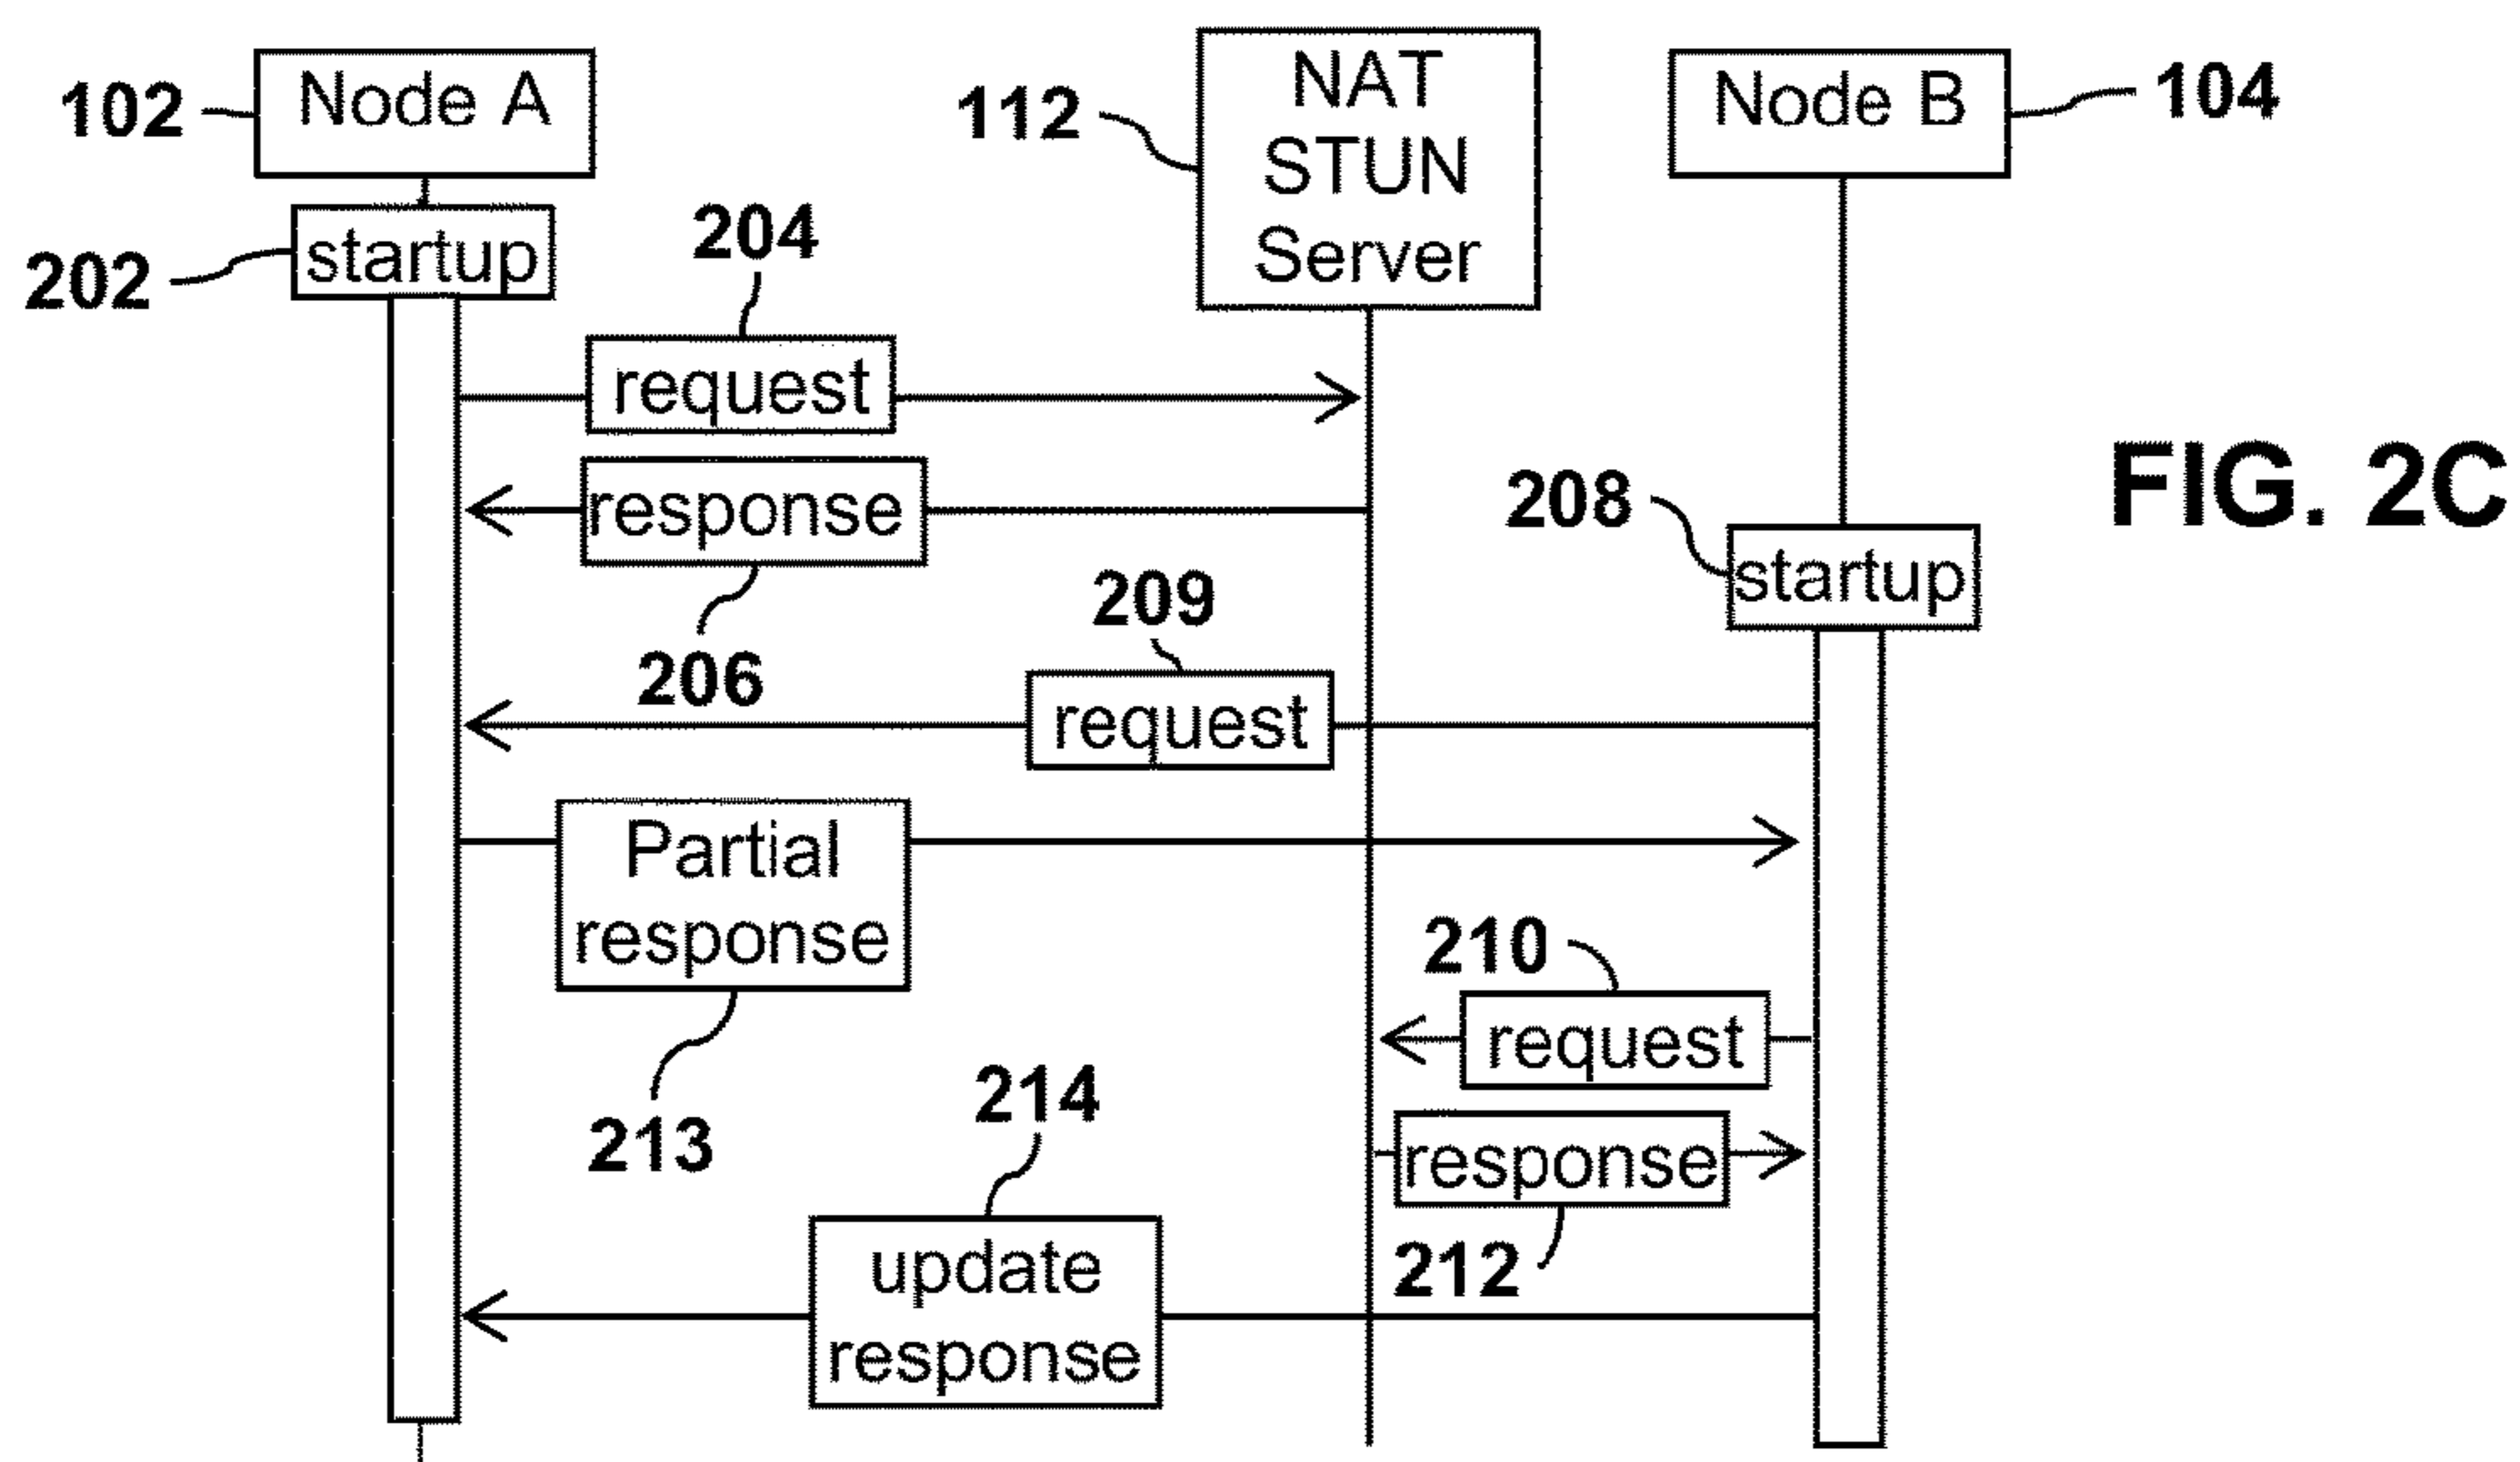 102
Node A
112
NAT
STUN
Server
Node B
104
202
startup
204
request
response
206
208
startup
FIG. 2C
209
request
Partial
response
213
210
request
response
212
214
update
response